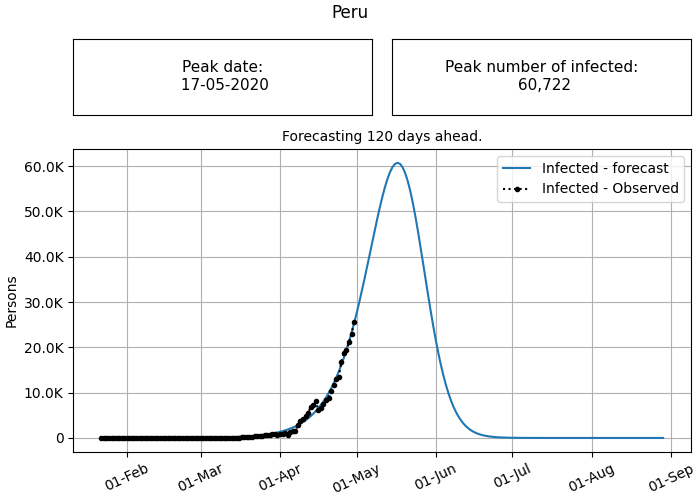 Peru
Peak date:
17-05-2020
Peak number of infected:
60,722
Forecasting 120 days ahead.
Infected - forecast
Infected - Observed
Persons
60.0K
50.0K
40.0K
30.0K
20.0K
10.0K
0
01-Feb
01-Mar
01-Apr
01-May
01-Jun
01-Jul
01-Aug
01-Sep